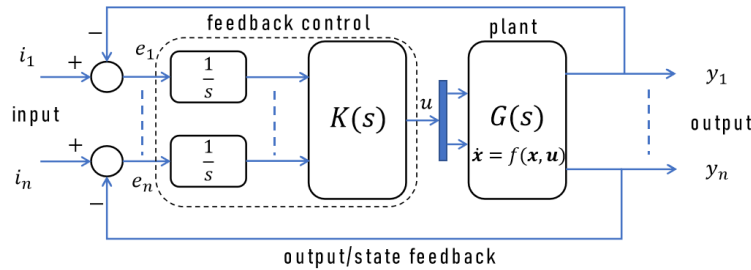 feedback control
plant
−
i₁
+
e₁
1/s
K(s)
u
G(s)
ẋ = f(x, u)
y₁
input
output
iₙ
+
eₙ
1/s
yₙ
−
output/state feedback